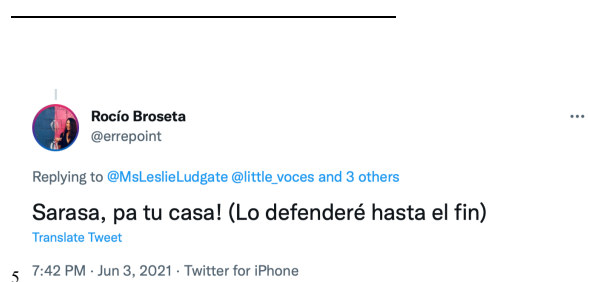 Rocío Broseta
@errepoint
Replying to @MsLeslieLudgate @little_voces and 3 others
Sarasa, pa tu casa! (Lo defenderé hasta el fin)
Translate Tweet
7:42 PM · Jun 3, 2021 · Twitter for iPhone
5